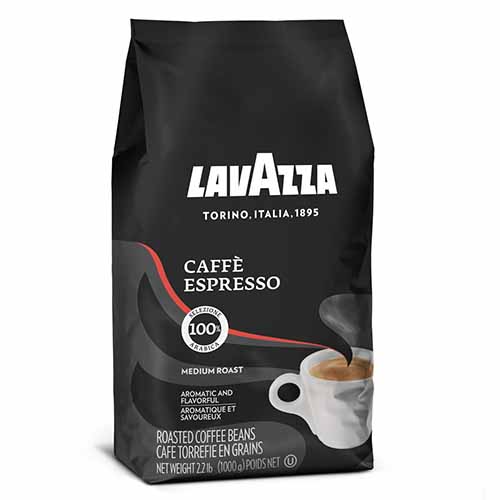 LAVAZZA
TORINO, ITALIA, 1895
CAFFÈ
ESPRESSO
SELEZIONE
100%
ARABICA
MEDIUM ROAST
AROMATIC AND
FLAVORFUL
AROMATIQUE ET
SAVOUREUX
ROASTED COFFEE BEANS
CAFE TORREFIE EN GRAINS
NET WEIGHT 2.2 lb (1000 g) POIDS NET U